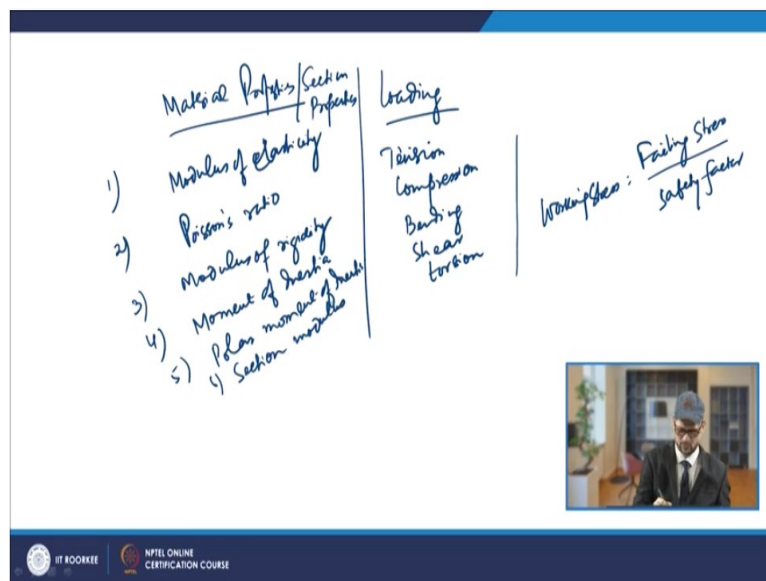 Material Properties/Section Properties
1) Modulus of elasticity
2) Poisson's ratio
3) Modulus of rigidity
4) Moment of Inertia
5) Polar moment of Inertia
6) Section modulus
Loading
Tension
Compression
Bending
Shear
torsion
Working Stress : Failing Stress
safety factor
IIT ROORKEE
NPTEL ONLINE
CERTIFICATION COURSE